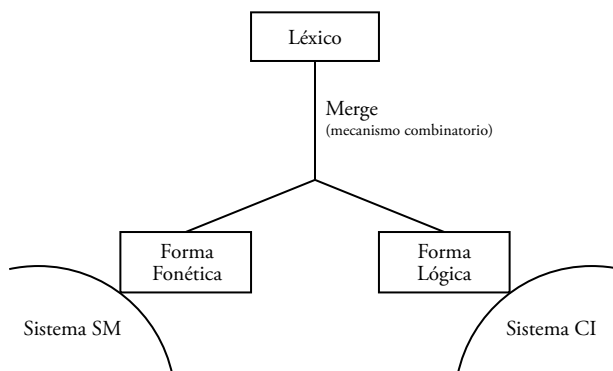 Léxico
Merge
(mecanismo combinatorio)
Forma
Fonética
Forma
Lógica
Sistema SM
Sistema CI